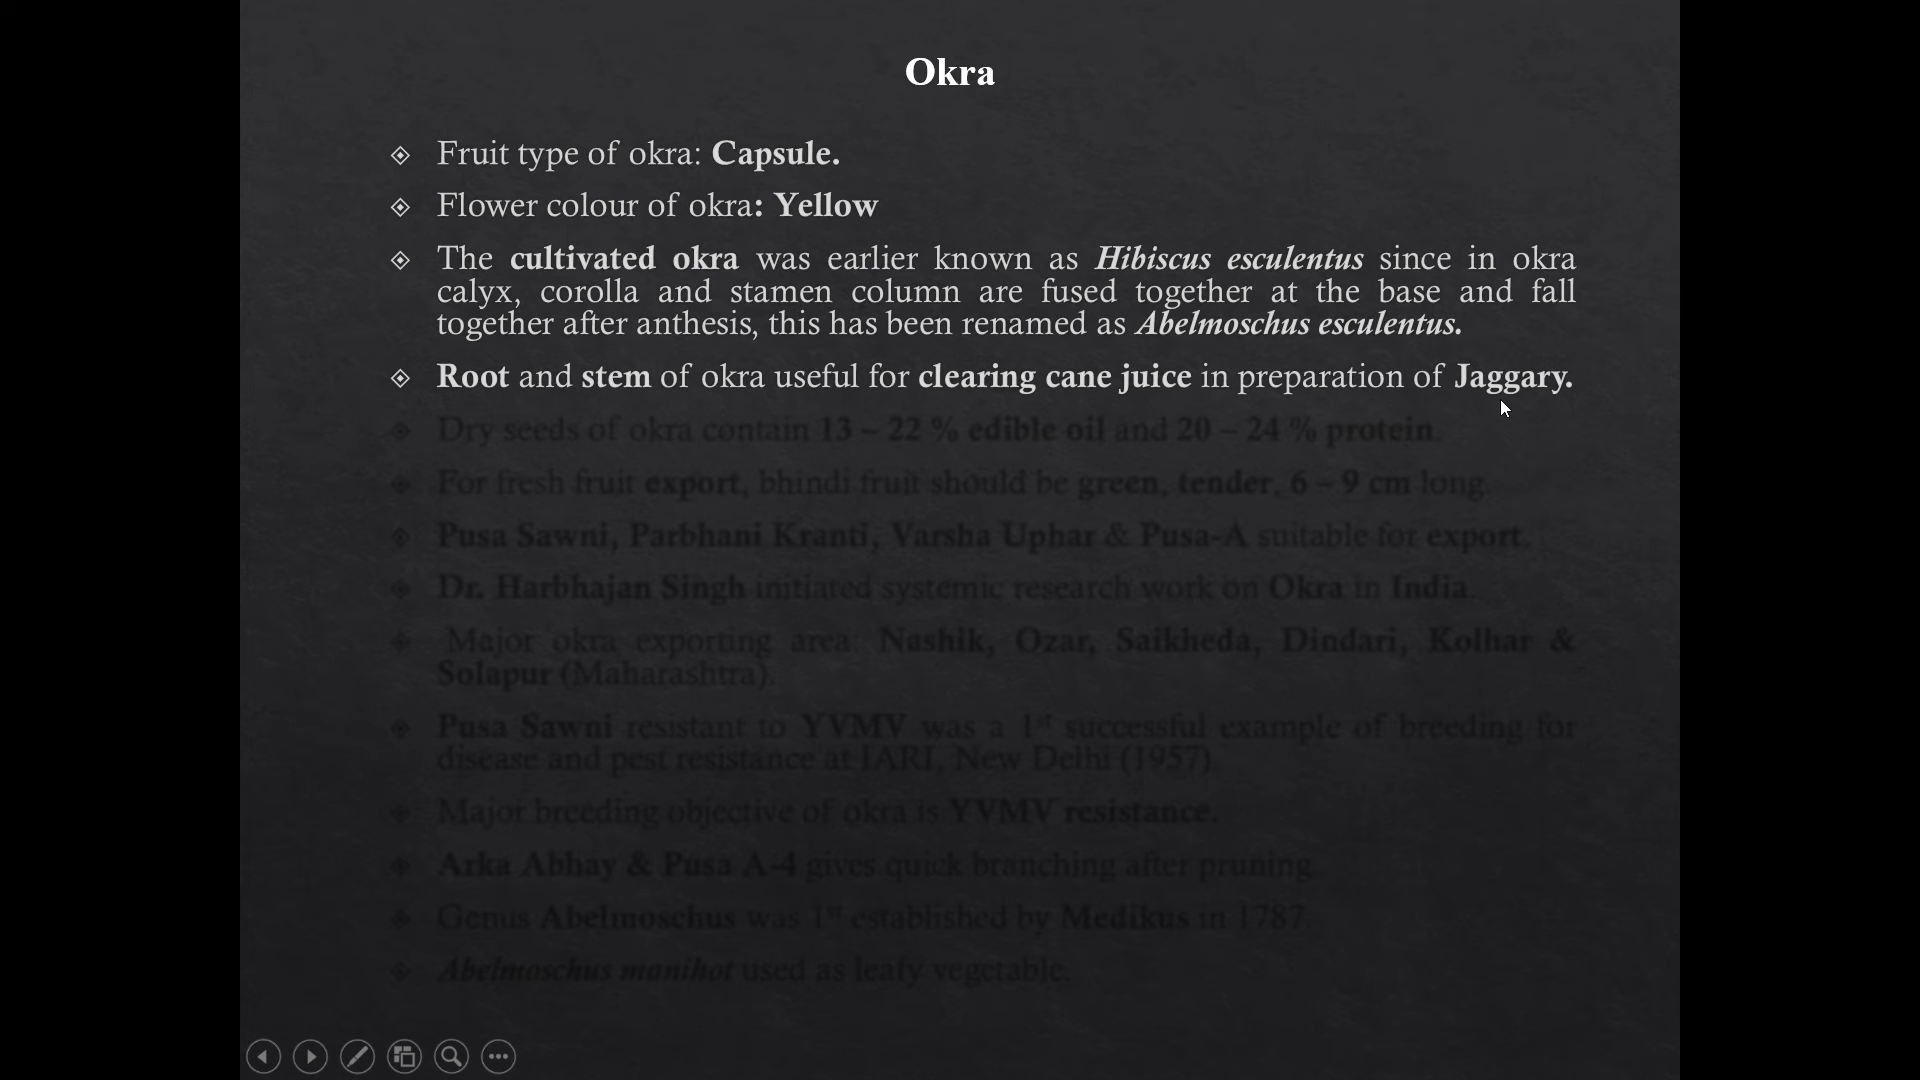 Okra
Fruit type of okra: Capsule.
Flower colour of okra: Yellow
The cultivated okra was earlier known as Hibiscus esculentus since in okra
calyx, corolla and stamen column are fused together at the base and fall
together after anthesis, this has been renamed as Abelmoschus esculentus.
Root and stem of okra useful for clearing cane juice in preparation of Jaggary.
Dry seeds of okra contain 13 – 22 % edible oil and 20 – 24 % protein.
For fresh fruit export, bhindi fruit should be green, tender, 6 – 9 cm long.
Pusa Sawni, Parbhani Kranti, Varsha Uphar & Pusa-A suitable for export.
Dr. Harbhajan Singh initiated systemic research work on Okra in India.
Major okra exporting area: Nashik, Ozar, Saikheda, Dindari, Kolhar &
Solapur (Maharashtra).
Pusa Sawni resistant to YVMV was a 1st successful example of breeding for
disease and pest resistance at IARI, New Delhi (1957).
Major breeding objective of okra is YVMV resistance.
Arka Abhay & Pusa A-4 gives quick branching after pruning.
Genus Abelmoschus was 1st established by Medikus in 1787.
Abelmoschus manihot used as leafy vegetable.